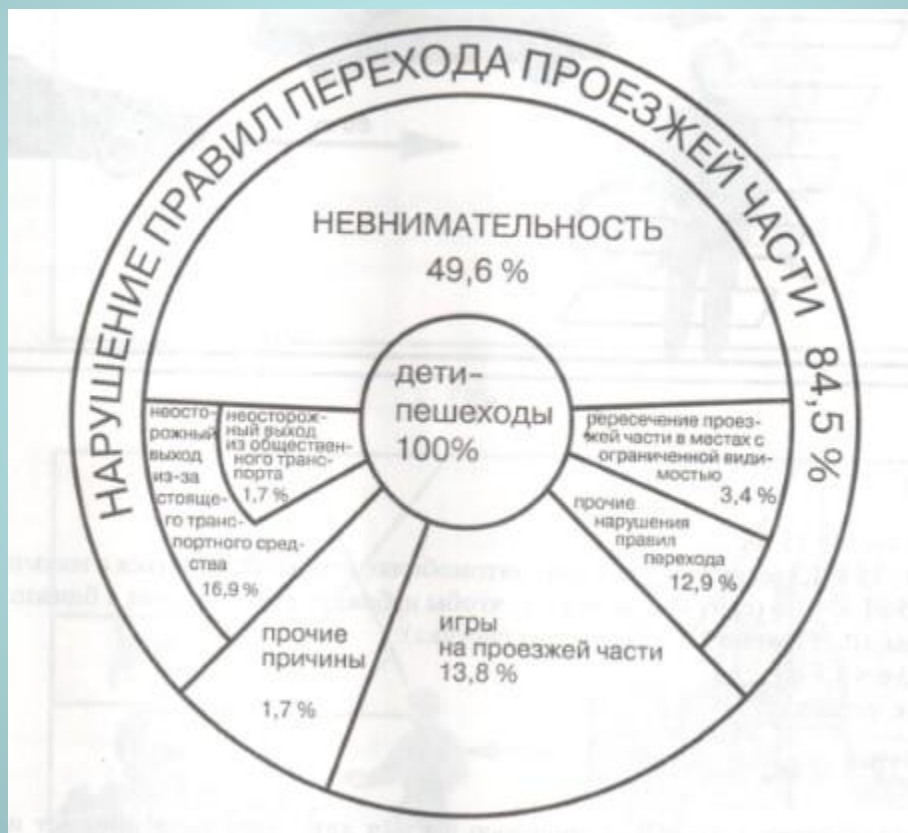 НАРУШЕНИЕ ПРАВИЛ ПЕРЕХОДА ПРОЕЗЖЕЙ ЧАСТИ 84,5 %
НЕВНИМАТЕЛЬНОСТЬ
49,6 %
дети-
пешеходы
100%
неосто-
рожный
выход
из-за
стояще-
го транс-
портного сред-
ства
16,9 %
неосторож-
ный выход
из обществен-
ного транс-
порта
1,7 %
пересечение проез-
жей части в местах с
ограниченной види-
мостью
3,4 %
прочие
нарушения
правил
перехода
12,9 %
прочие
причины
1,7 %
игры
на проезжей части
13,8 %